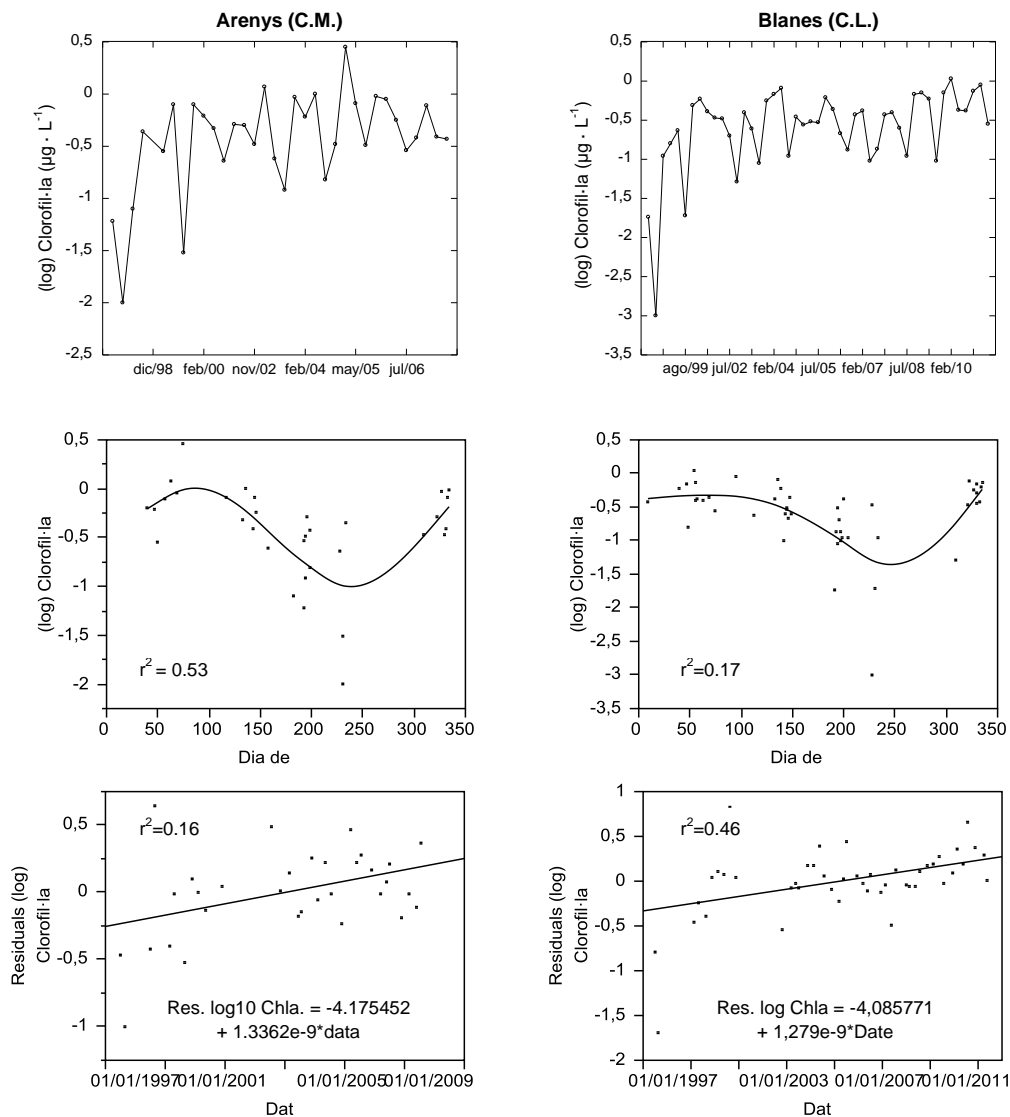 Arenys (C.M.)
Blanes (C.L.)
(log) Clorofil·la (µg · L-1)
0,5
0
-0,5
-1
-1,5
-2
-2,5
dic/98 feb/00 nov/02 feb/04 may/05 jul/06
(log) Clorofil·la (µg · L-1)
0,5
0
-0,5
-1
-1,5
-2
-2,5
-3
-3,5
ago/99 jul/02 feb/04 jul/05 feb/07 jul/08 feb/10
(log) Clorofil·la
0,5
0
-0,5
-1
-1,5
-2
r2 = 0.53
0 50 100 150 200 250 300 350
Dia de
(log) Clorofil·la
0,5
0
-0,5
-1
-1,5
-2
-2,5
-3
-3,5
r2=0.17
0 50 100 150 200 250 300 350
Dia de
Residuals (log)
Clorofil·la
0,5
0
-0,5
-1
r2=0.16
Res. log10 Chla. = -4.175452
+ 1.3362e-9*data
01/01/1997 01/01/2001 01/01/2005 01/01/2009
Dat
Residuals (log)
Clorofil·la
1
0,5
0
-0,5
-1
-1,5
-2
r2=0.46
Res. log Chla = -4,085771
+ 1,279e-9*Date
01/01/1997 01/01/2003 01/01/2007 01/01/2011
Dat